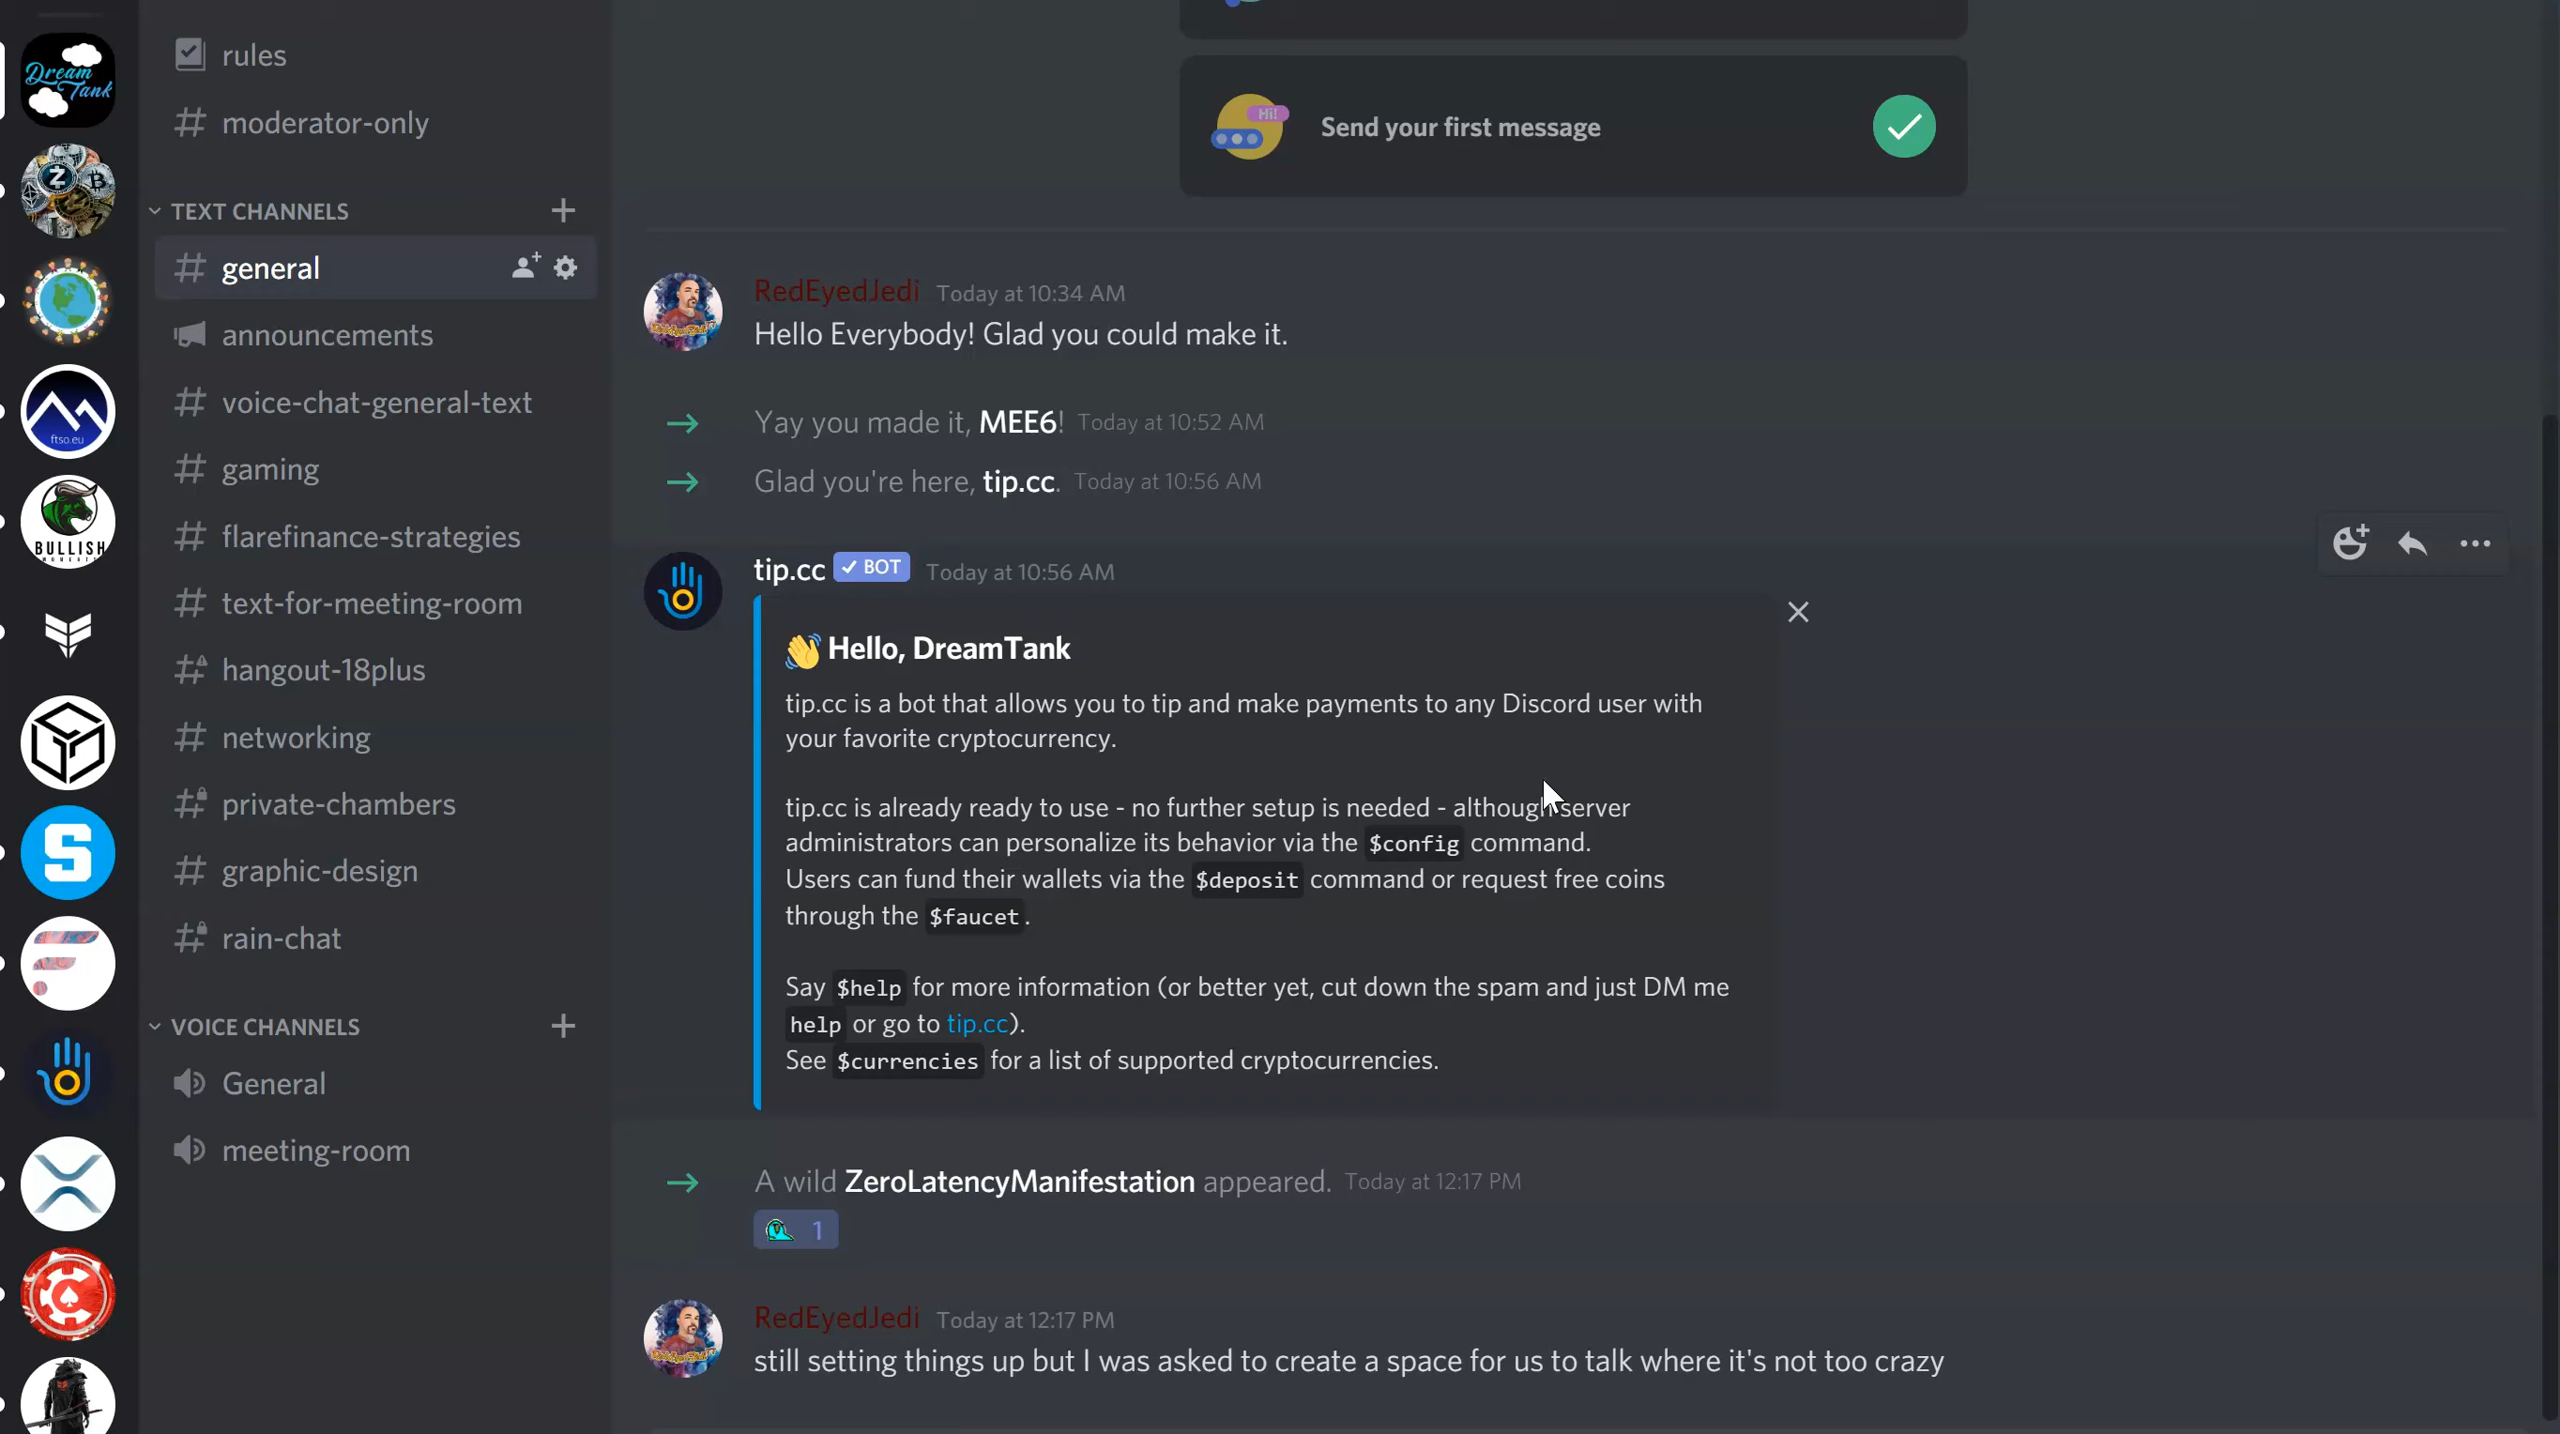 Dream
Tank
ftso.eu
BULLISH
rules
moderator-only
TEXT CHANNELS
general
announcements
voice-chat-general-text
gaming
flarefinance-strategies
text-for-meeting-room
hangout-18plus
networking
private-chambers
graphic-design
rain-chat
VOICE CHANNELS
General
meeting-room
Hi!
Send your first message
RedEyedJedi Today at 10:34 AM
Hello Everybody! Glad you could make it.
Yay you made it, MEE6! Today at 10:52 AM
Glad you're here, tip.cc. Today at 10:56 AM
tip.cc ✓ BOT Today at 10:56 AM
👋 Hello, DreamTank
tip.cc is a bot that allows you to tip and make payments to any Discord user with
your favorite cryptocurrency.
tip.cc is already ready to use - no further setup is needed - although server
administrators can personalize its behavior via the $config command.
Users can fund their wallets via the $deposit command or request free coins
through the $faucet.
Say $help for more information (or better yet, cut down the spam and just DM me
help or go to tip.cc).
See $currencies for a list of supported cryptocurrencies.
A wild ZeroLatencyManifestation appeared. Today at 12:17 PM
1
RedEyedJedi Today at 12:17 PM
still setting things up but I was asked to create a space for us to talk where it's not too crazy